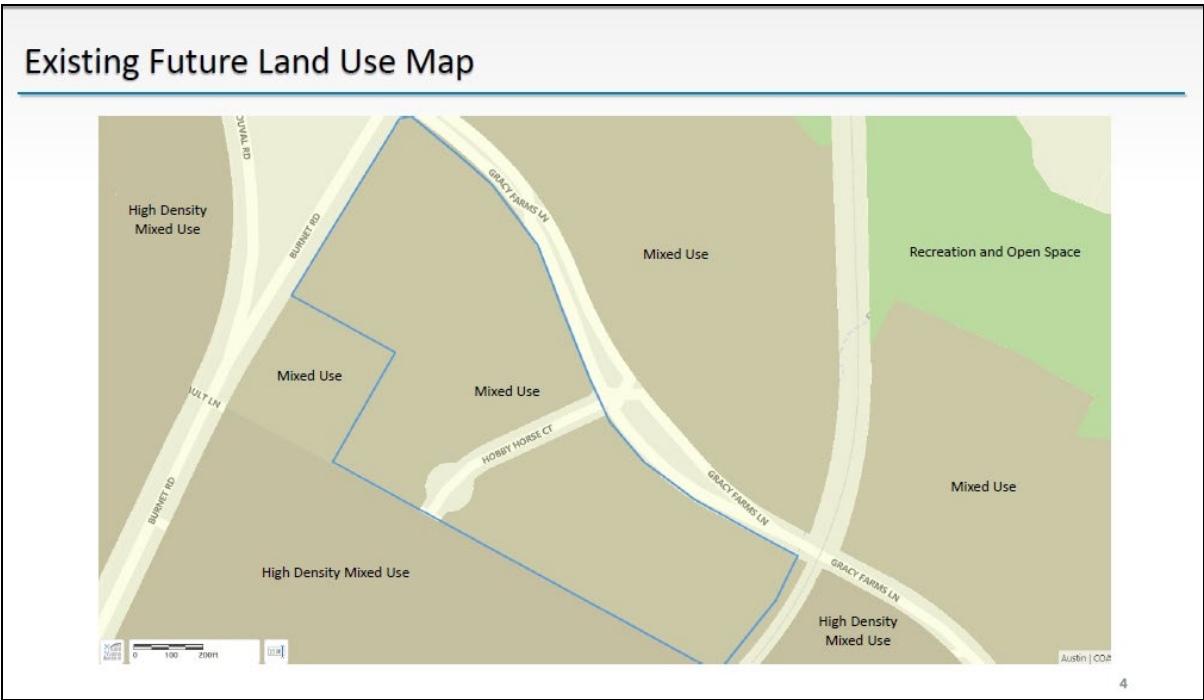 Existing Future Land Use Map
DUVAL RD
High Density
Mixed Use
BURNET RD
GRACY FARMS LN
Mixed Use
Recreation and Open Space
Mixed Use
Mixed Use
ULT LN
HOBBY HORSE CT
BURNET RD
GRACY FARMS LN
Mixed Use
High Density Mixed Use
GRACY FARMS LN
High Density
Mixed Use
0 100 200ft
Austin | COA
4